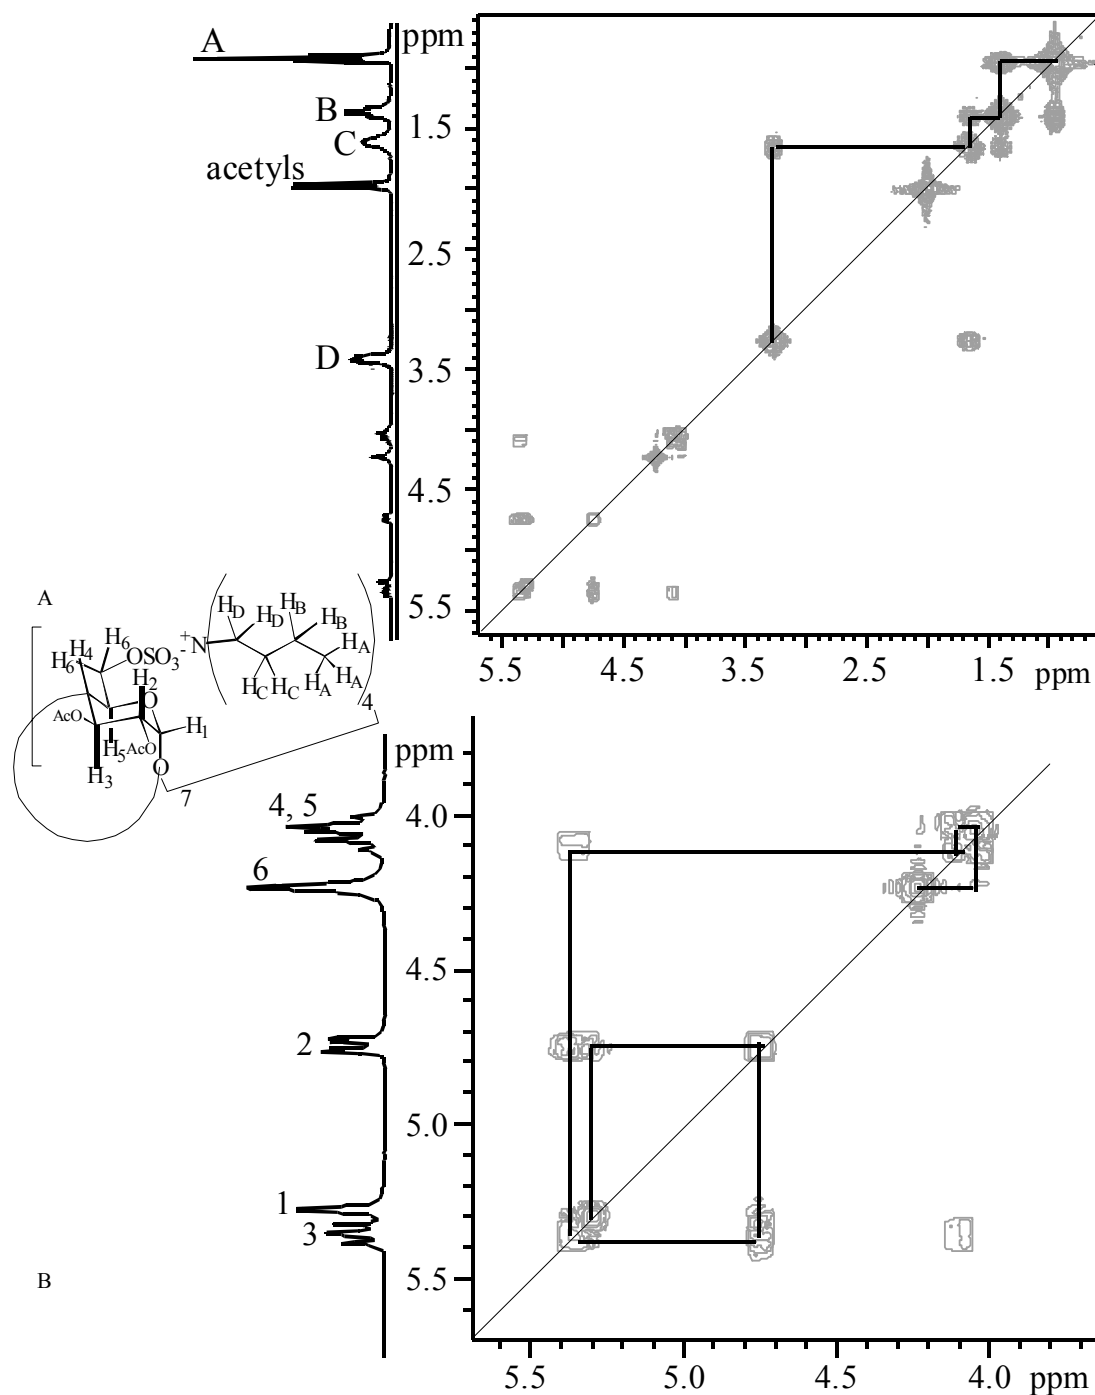 A
ppm
B
1.5
C
acetyls
2.5
D
3.5
4.5
5.5
5.5 4.5 3.5 2.5 1.5 ppm
A
H6 H4 H6 OSO3- +N HD HD HB HB HA
H2 HC HC HA HA
O 4
AcO H1
H5 AcO
H3 O
7
ppm
4, 5 4.0
6
4.5
2
5.0
1
3
5.5
B
5.5 5.0 4.5 4.0 ppm